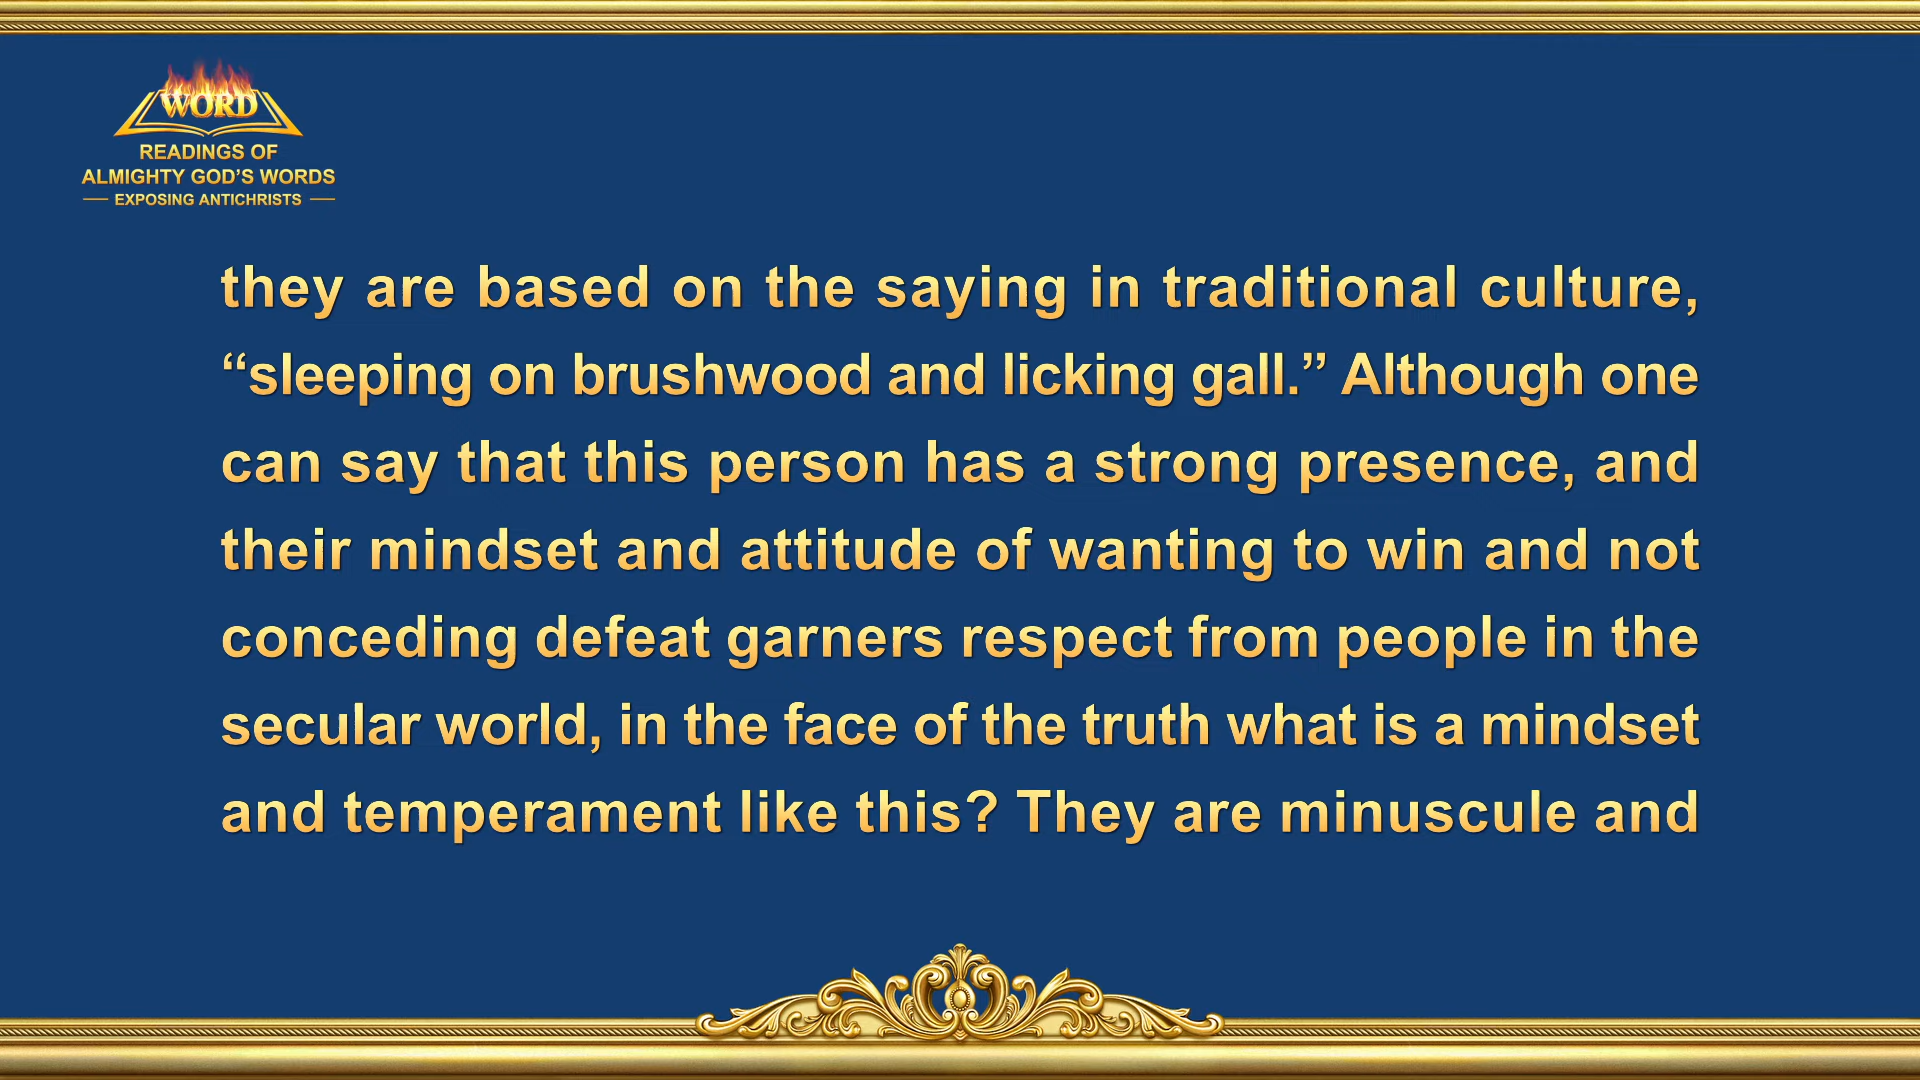 WORD
READINGS OF
ALMIGHTY GOD’S WORDS
EXPOSING ANTICHRISTS
they are based on the saying in traditional culture,
“sleeping on brushwood and licking gall.” Although one
can say that this person has a strong presence, and
their mindset and attitude of wanting to win and not
conceding defeat garners respect from people in the
secular world, in the face of the truth what is a mindset
and temperament like this? They are minuscule and